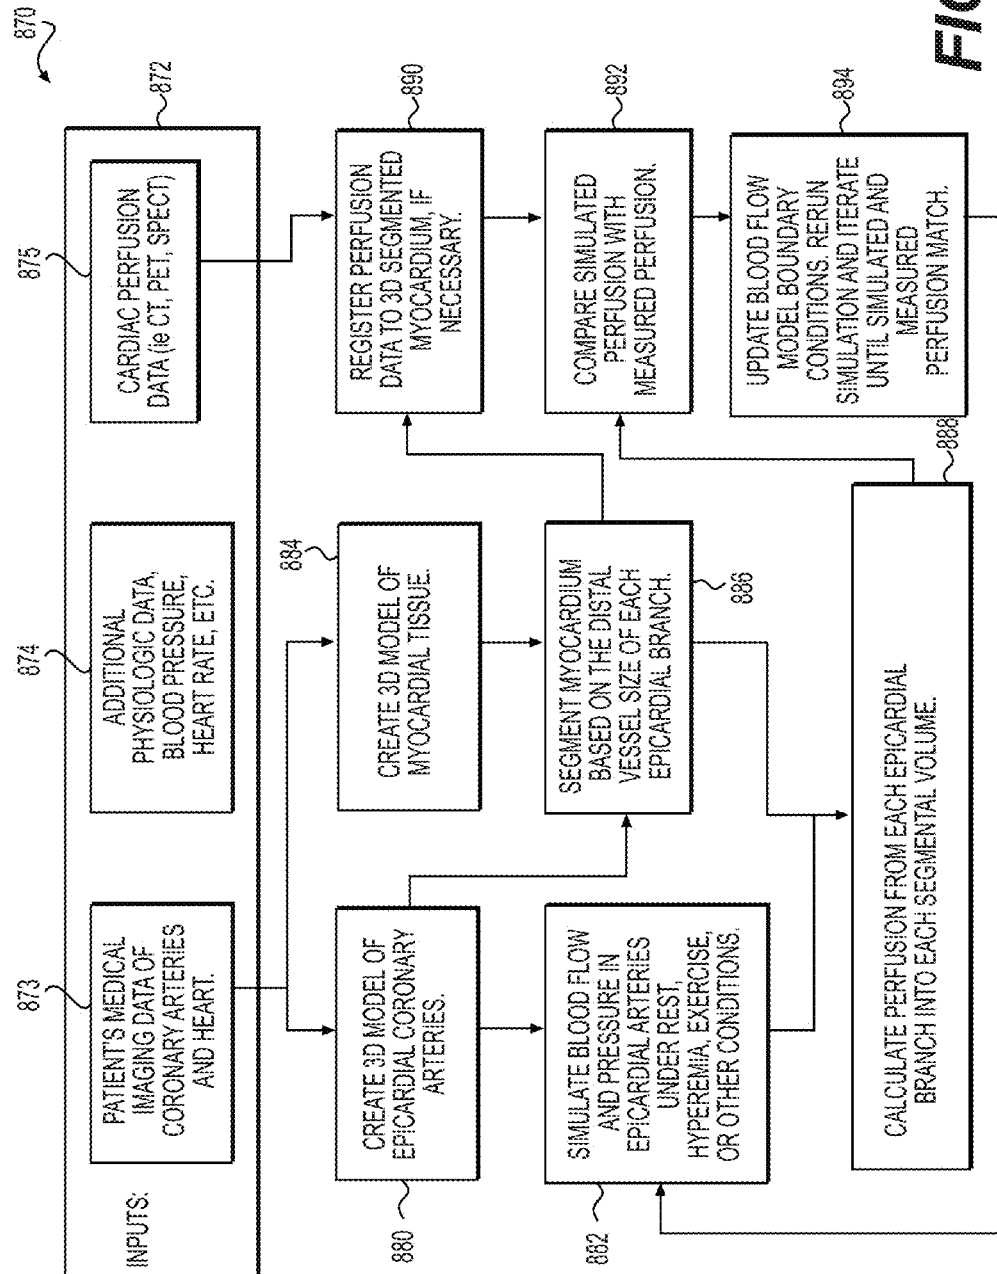 870
872
INPUTS:
873
PATIENT'S MEDICAL
IMAGING DATA OF
CORONARY ARTERIES
AND HEART.
874
ADDITIONAL
PHYSIOLOGIC DATA,
BLOOD PRESSURE,
HEART RATE, ETC.
875
CARDIAC PERFUSION
DATA (ie CT, PET, SPECT)
880
CREATE 3D MODEL OF
EPICARDIAL CORONARY
ARTERIES.
884
CREATE 3D MODEL OF
MYOCARDIAL TISSUE.
890
REGISTER PERFUSION
DATA TO 3D SEGMENTED
MYOCARDIUM, IF
NECESSARY.
882
SIMULATE BLOOD FLOW
AND PRESSURE IN
EPICARDIAL ARTERIES
UNDER REST,
HYPEREMIA, EXERCISE,
OR OTHER CONDITIONS.
886
SEGMENT MYOCARDIUM
BASED ON THE DISTAL
VESSEL SIZE OF EACH
EPICARDIAL BRANCH.
892
COMPARE SIMULATED
PERFUSION WITH
MEASURED PERFUSION.
894
UPDATE BLOOD FLOW
MODEL BOUNDARY
CONDITIONS. RERUN
SIMULATION AND ITERATE
UNTIL SIMULATED AND
MEASURED
PERFUSION MATCH.
888
CALCULATE PERFUSION FROM EACH EPICARDIAL
BRANCH INTO EACH SEGMENTAL VOLUME.